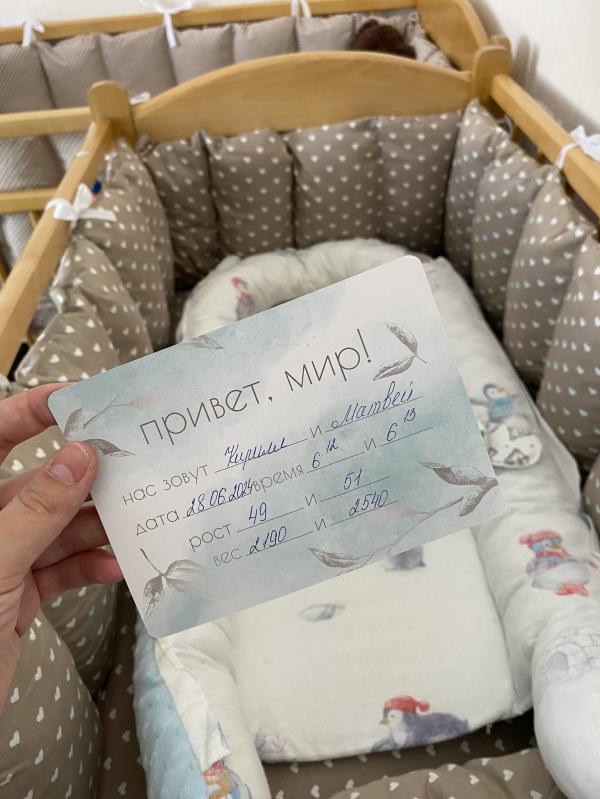 привет, мир!
нас зовут Кирилл и Матвей
дата 28.06.2024 время 6 12 и 6 13
рост 49 и 51
вес 2190 и 2540